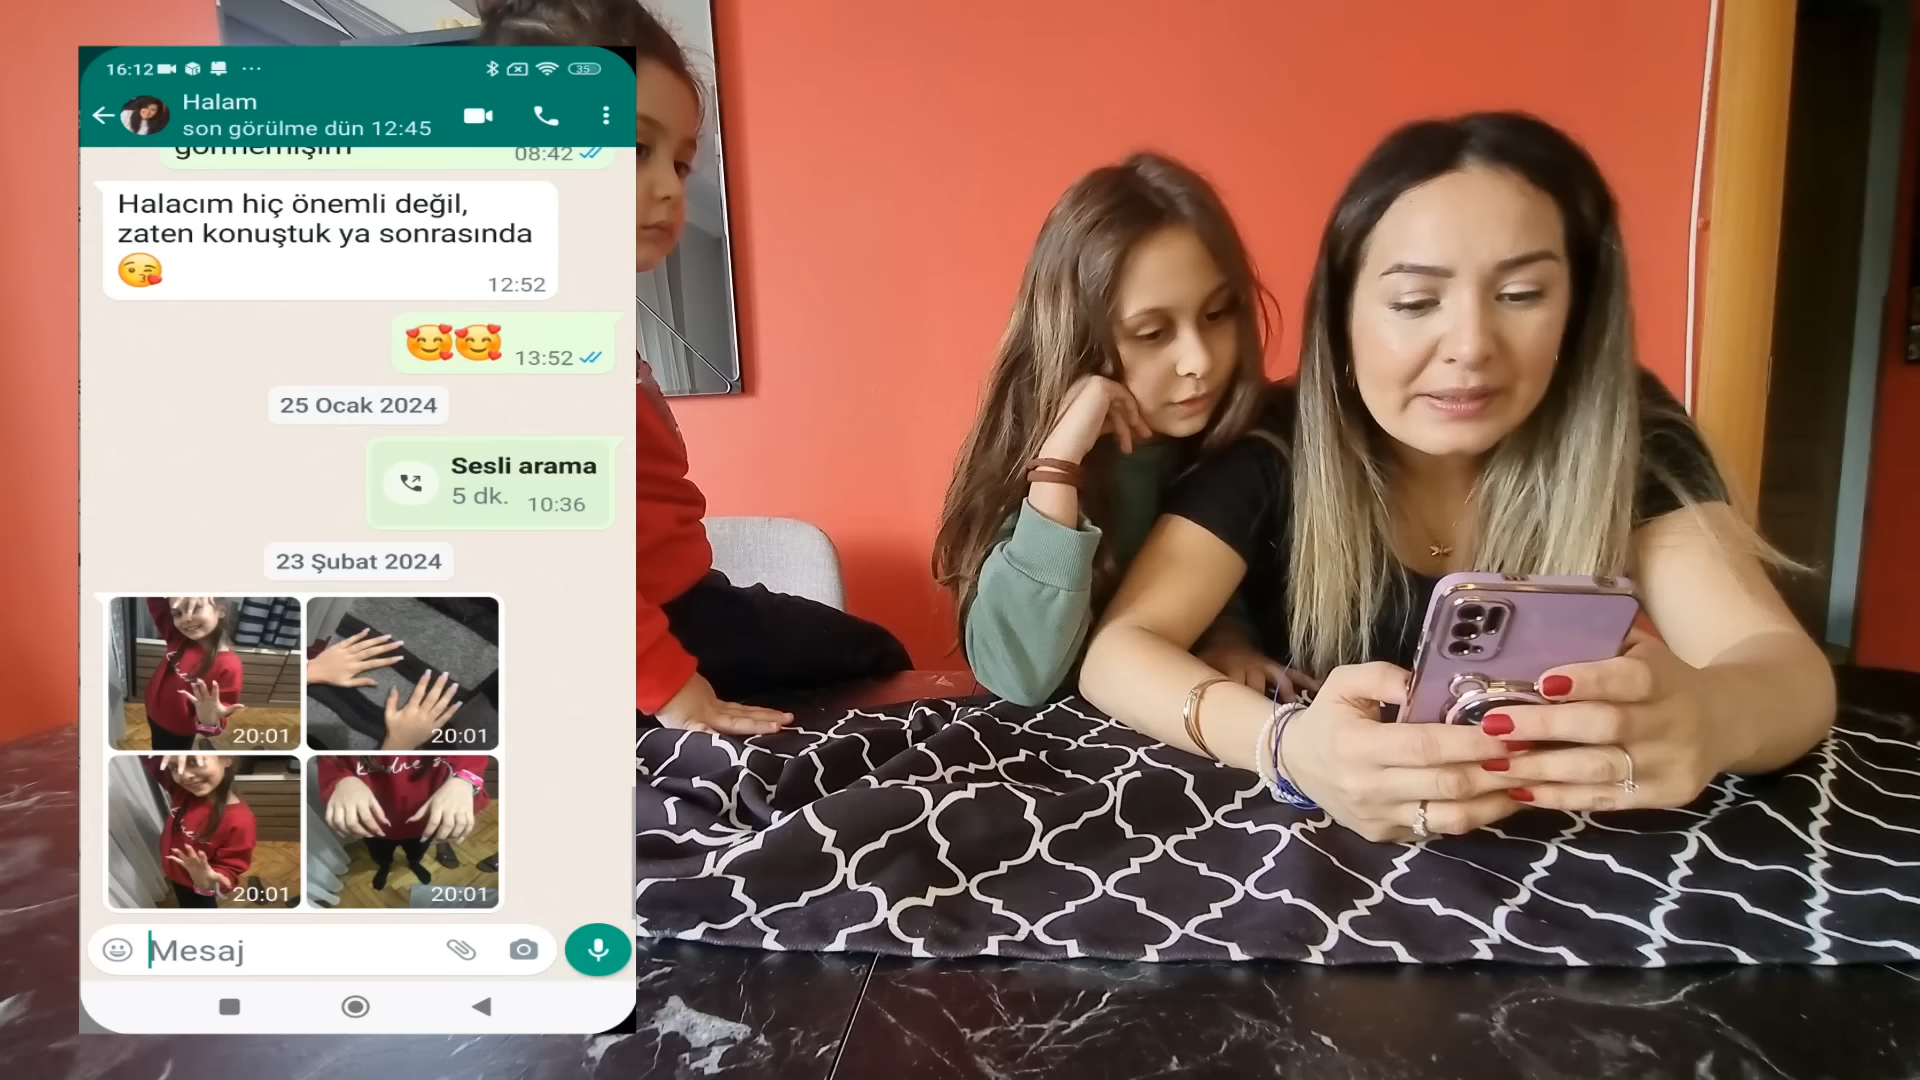 16:12
35
Halam
son görülme dün 12:45
görmemişim
08:42
Halacım hiç önemli değil,
zaten konuştuk ya sonrasında
12:52
13:52
25 Ocak 2024
Sesli arama
5 dk. 10:36
23 Şubat 2024
20:01
20:01
20:01
20:01
Mesaj